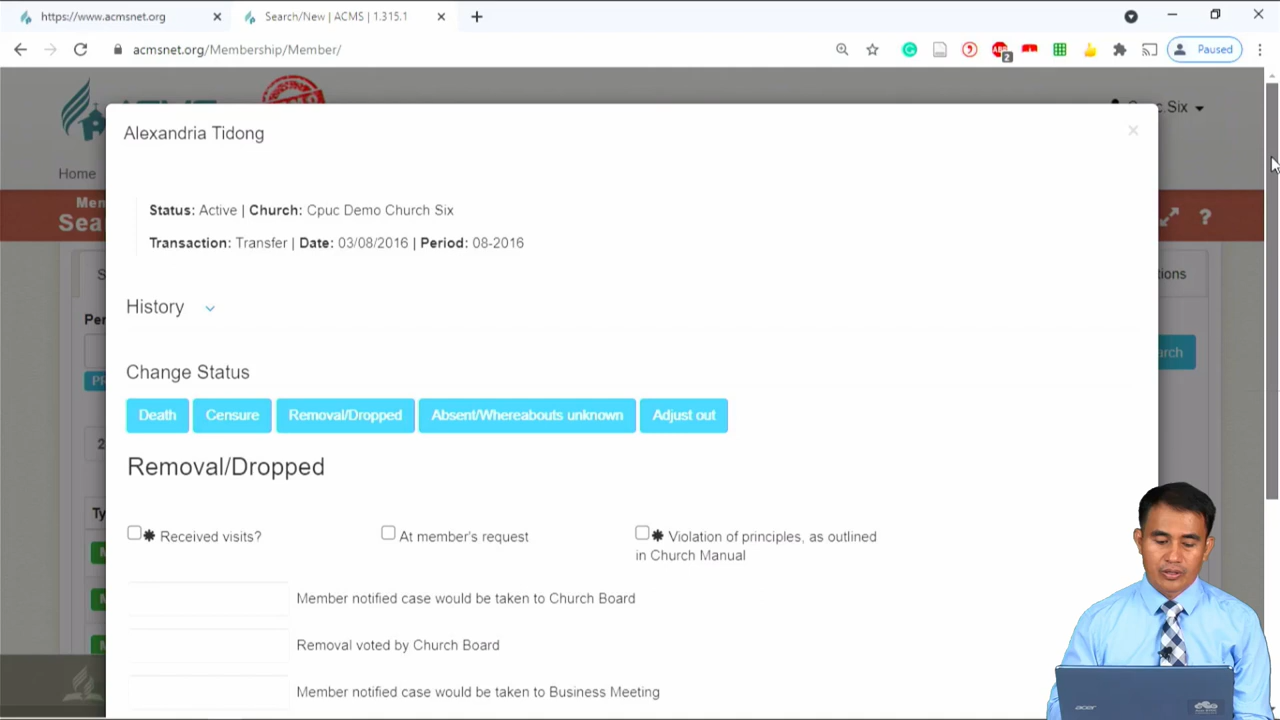 https://www.acmsnet.org
Search/New | ACMS | 1.315.1
acmsnet.org/Membership/Member/
Paused
2
Six
Alexandria Tidong
Home
Status: Active | Church: Cpuc Demo Church Six
Transaction: Transfer | Date: 03/08/2016 | Period: 08-2016
?
History
Change Status
Death Censure Removal/Dropped Absent/Whereabouts unknown Adjust out
Removal/Dropped
Received visits? At member's request Violation of principles, as outlined
in Church Manual
Member notified case would be taken to Church Board
Removal voted by Church Board
Member notified case would be taken to Business Meeting
acer